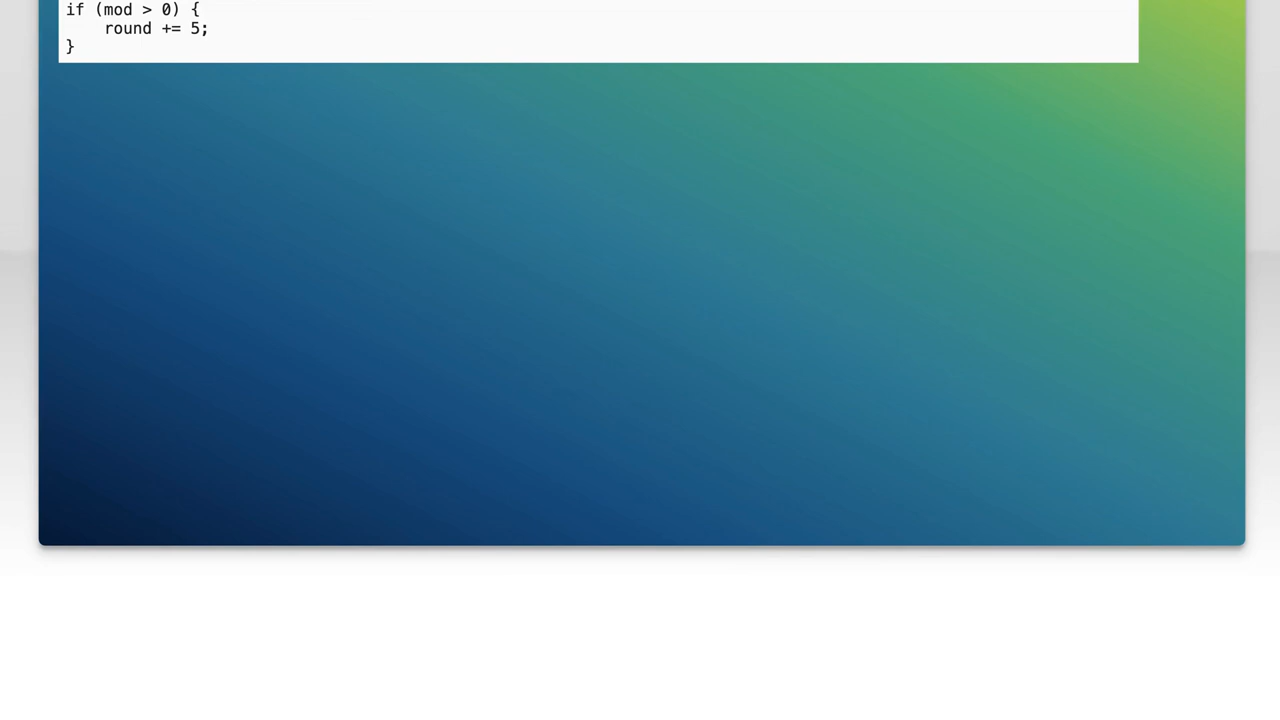 if (mod > 0) {
    round += 5;
}